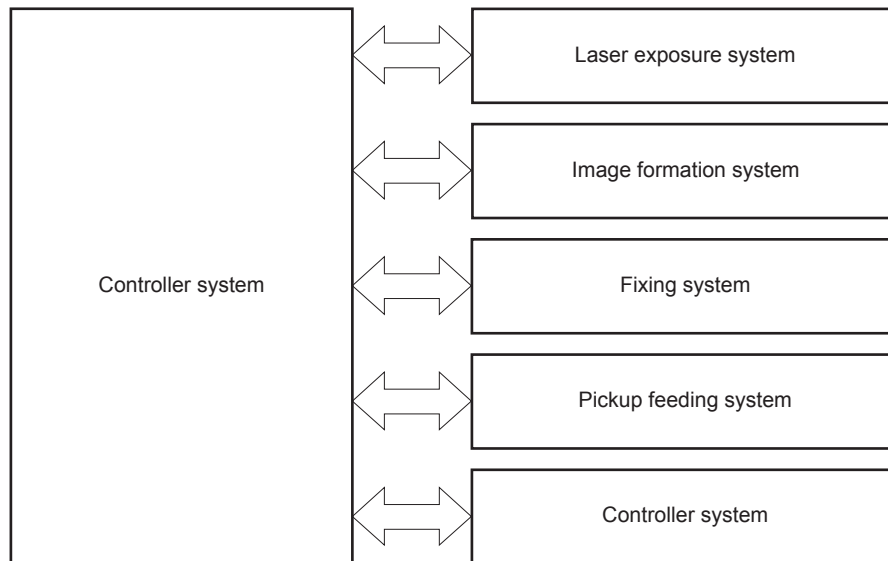 Laser exposure system
Image formation system
Controller system
Fixing system
Pickup feeding system
Controller system